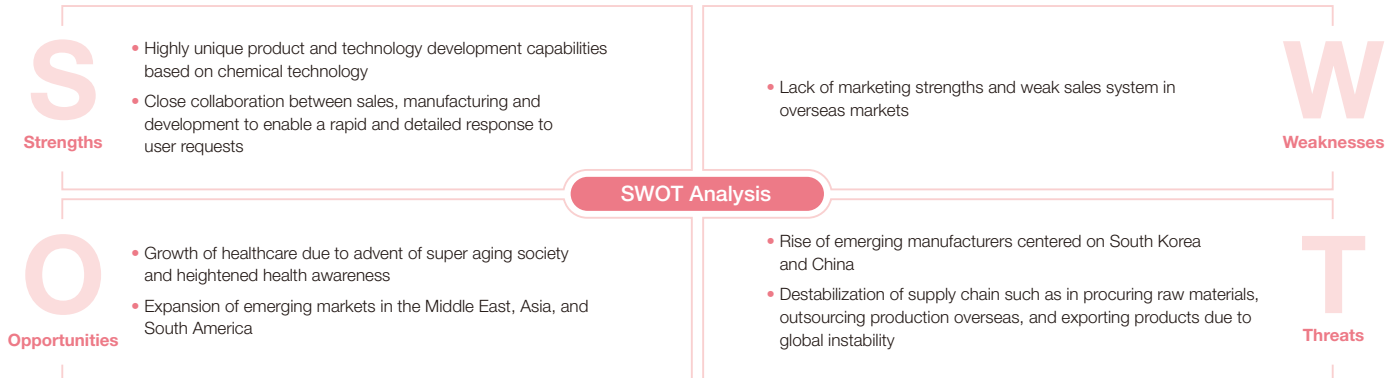 S
Strengths
• Highly unique product and technology development capabilities
based on chemical technology
• Close collaboration between sales, manufacturing and
development to enable a rapid and detailed response to
user requests
W
Weaknesses
• Lack of marketing strengths and weak sales system in
overseas markets
SWOT Analysis
O
Opportunities
• Growth of healthcare due to advent of super aging society
and heightened health awareness
• Expansion of emerging markets in the Middle East, Asia, and
South America
T
Threats
• Rise of emerging manufacturers centered on South Korea
and China
• Destabilization of supply chain such as in procuring raw materials,
outsourcing production overseas, and exporting products due to
global instability